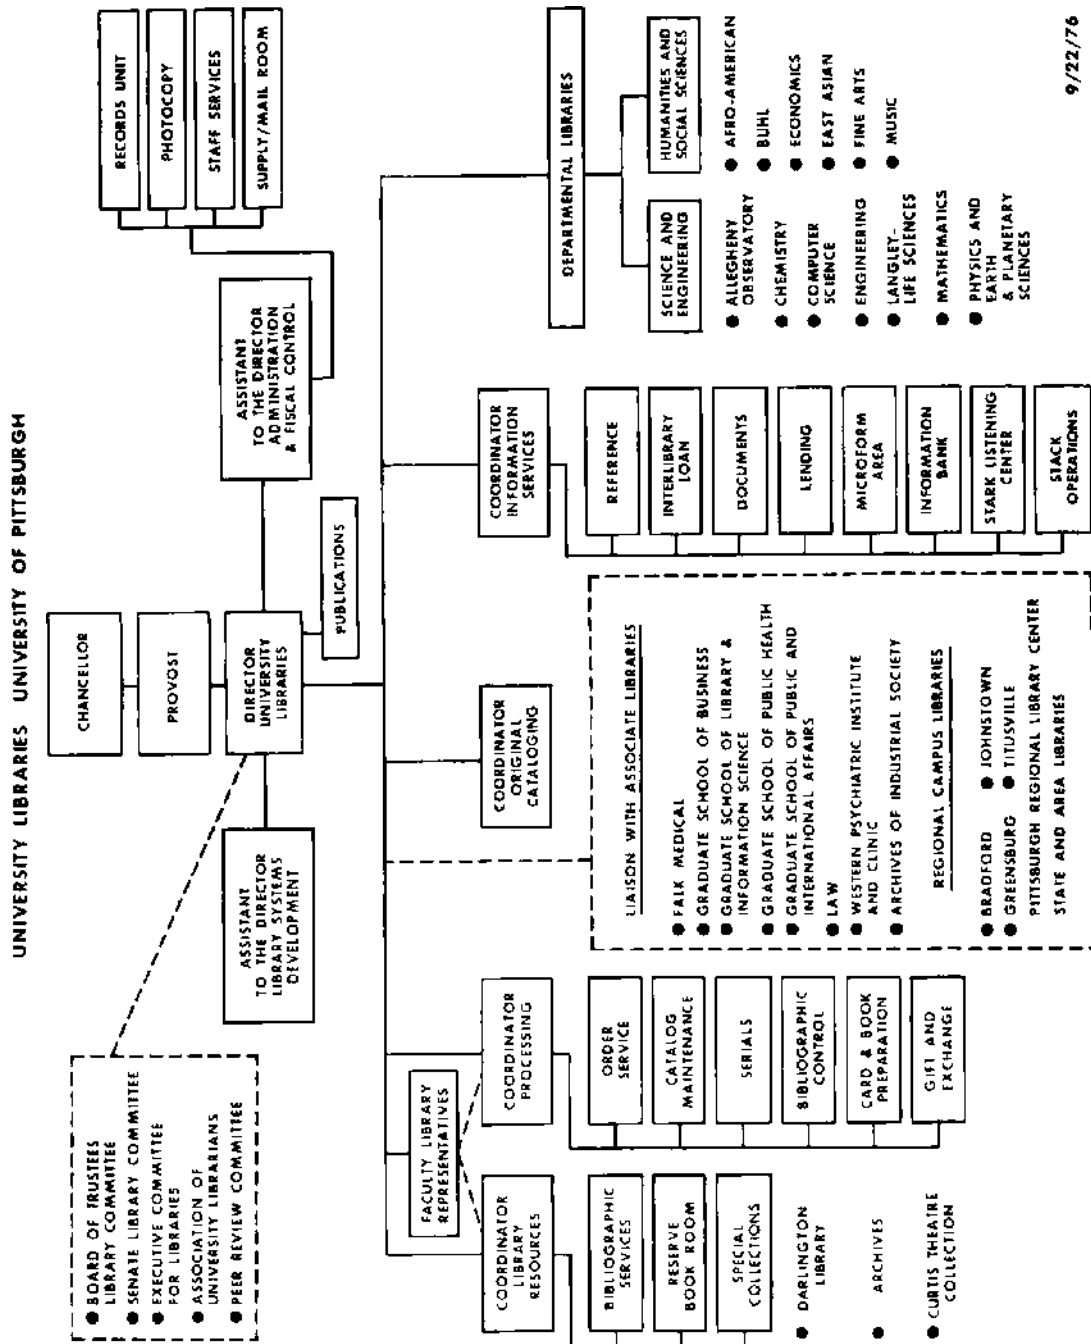 UNIVERSITY LIBRARIES UNIVERSITY OF PITTSBURGH
CHANCELLOR
PROVOST
DIRECTOR
UNIVERSITY
LIBRARIES
PUBLICATIONS
● BOARD OF TRUSTEES
LIBRARY COMMITTEE
● SENATE LIBRARY COMMITTEE
● EXECUTIVE COMMITTEE
FOR LIBRARIES
● ASSOCIATION OF
UNIVERSITY LIBRARIANS
● PEER REVIEW COMMITTEE
ASSISTANT
TO THE DIRECTOR
LIBRARY SYSTEMS
DEVELOPMENT
ASSISTANT
TO THE DIRECTOR
ADMINISTRATION
& FISCAL CONTROL
RECORDS UNIT
PHOTOCOPY
STAFF SERVICES
SUPPLY/MAIL ROOM
FACULTY LIBRARY
REPRESENTATIVES
COORDINATOR
LIBRARY
RESOURCES
BIBLIOGRAPHIC
SERVICES
RESERVE
BOOK ROOM
SPECIAL
COLLECTIONS
● DARLINGTON
LIBRARY
● ARCHIVES
● CURTIS THEATRE
COLLECTION
COORDINATOR
PROCESSING
ORDER
SERVICE
CATALOG
MAINTENANCE
SERIALS
BIBLIOGRAPHIC
CONTROL
CARD & BOOK
PREPARATION
GIFT AND
EXCHANGE
COORDINATOR
ORIGINAL
CATALOGING
LIAISON WITH ASSOCIATE LIBRARIES
● FALK MEDICAL
● GRADUATE SCHOOL OF BUSINESS
● GRADUATE SCHOOL OF LIBRARY &
INFORMATION SCIENCE
● GRADUATE SCHOOL OF PUBLIC HEALTH
● GRADUATE SCHOOL OF PUBLIC AND
INTERNATIONAL AFFAIRS
● LAW
● WESTERN PSYCHIATRIC INSTITUTE
AND CLINIC
● ARCHIVES OF INDUSTRIAL SOCIETY
REGIONAL CAMPUS LIBRARIES
● BRADFORD ● JOHNSTOWN
● GREENSBURG ● TITUSVILLE
PITTSBURGH REGIONAL LIBRARY CENTER
STATE AND AREA LIBRARIES
COORDINATOR
INFORMATION
SERVICES
REFERENCE
INTERLIBRARY
LOAN
DOCUMENTS
LENDING
MICROFORM
AREA
INFORMATION
BANK
STARK LISTENING
CENTER
STACK
OPERATIONS
DEPARTMENTAL LIBRARIES
SCIENCE AND
ENGINEERING
● ALLEGHENY
OBSERVATORY
● CHEMISTRY
● COMPUTER
SCIENCE
● ENGINEERING
● LANGLEY-
LIFE SCIENCES
● MATHEMATICS
● PHYSICS AND
EARTH
& PLANETARY
SCIENCES
HUMANITIES AND
SOCIAL SCIENCES
● AFRO-AMERICAN
● BUHL
● ECONOMICS
● EAST ASIAN
● FINE ARTS
● MUSIC
9/22/76